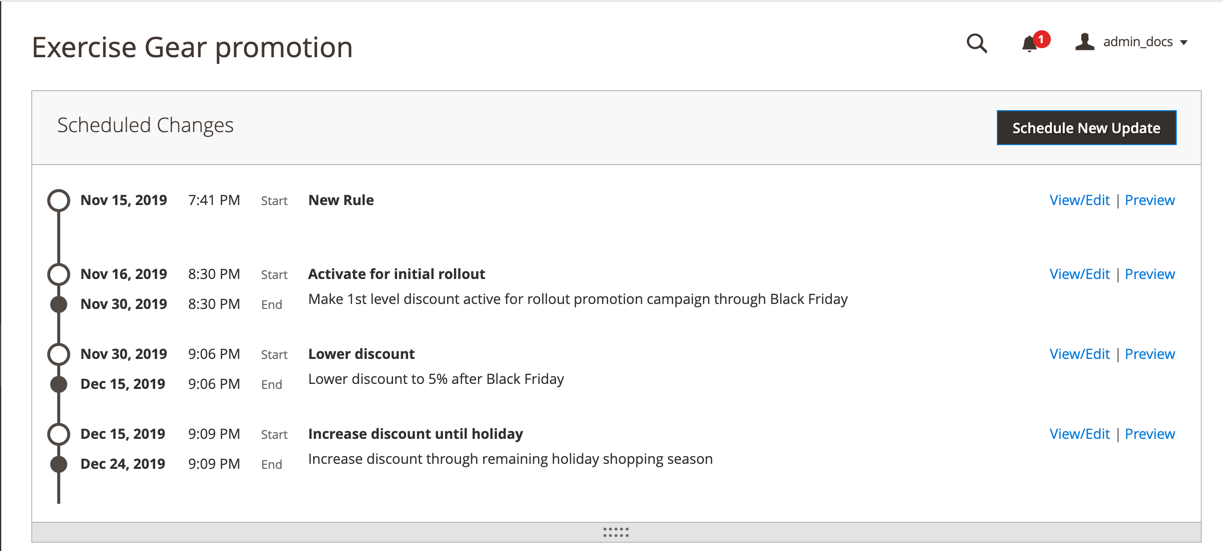 Exercise Gear promotion
1
admin_docs
Scheduled Changes
Schedule New Update
Nov 15, 2019 7:41 PM Start New Rule View/Edit | Preview
Nov 16, 2019 8:30 PM Start Activate for initial rollout View/Edit | Preview
Nov 30, 2019 8:30 PM End Make 1st level discount active for rollout promotion campaign through Black Friday
Nov 30, 2019 9:06 PM Start Lower discount View/Edit | Preview
Dec 15, 2019 9:06 PM End Lower discount to 5% after Black Friday
Dec 15, 2019 9:09 PM Start Increase discount until holiday View/Edit | Preview
Dec 24, 2019 9:09 PM End Increase discount through remaining holiday shopping season